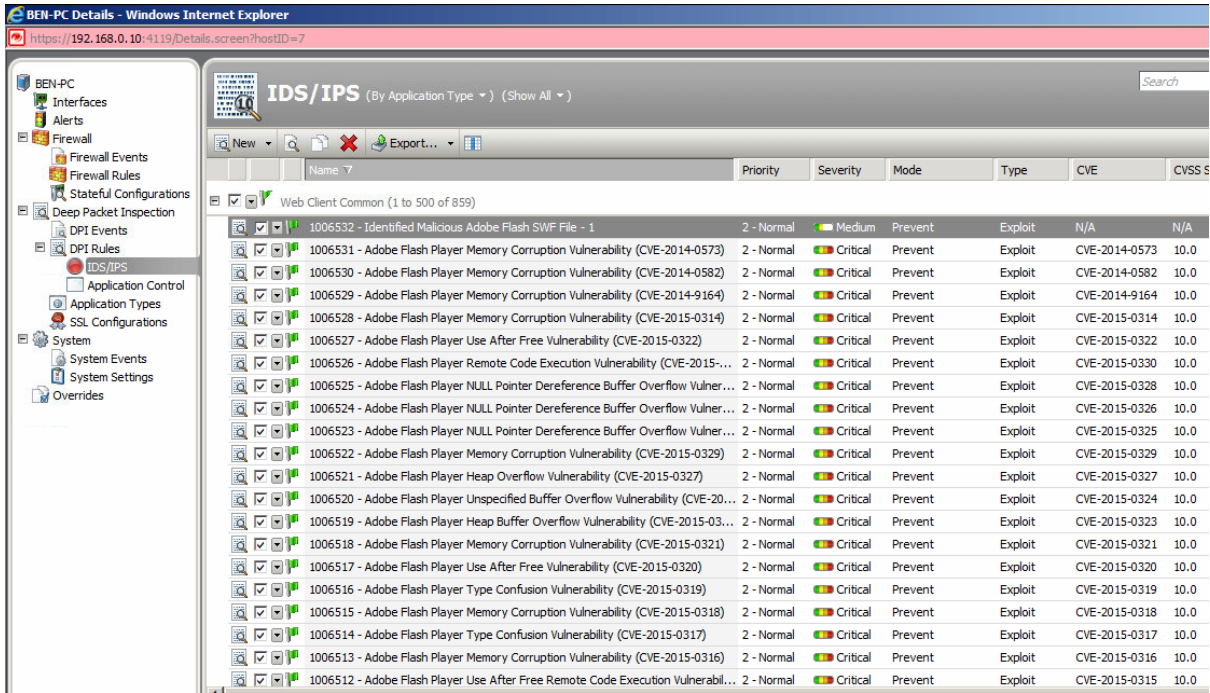 BEN-PC Details - Windows Internet Explorer
https://192.168.0.10:4119/Details.screen?hostID=7
BEN-PC
Interfaces
Alerts
Firewall
Firewall Events
Firewall Rules
Stateful Configurations
Deep Packet Inspection
DPI Events
DPI Rules
IDS/IPS
Application Control
Application Types
SSL Configurations
System
System Events
System Settings
Overrides
IDS/IPS (By Application Type) (Show All)
Search
New Export...
Name Priority Severity Mode Type CVE CVSS S
Web Client Common (1 to 500 of 859)
1006532 - Identified Malicious Adobe Flash SWF File - 1 2 - Normal Medium Prevent Exploit N/A N/A
1006531 - Adobe Flash Player Memory Corruption Vulnerability (CVE-2014-0573) 2 - Normal Critical Prevent Exploit CVE-2014-0573 10.0
1006530 - Adobe Flash Player Memory Corruption Vulnerability (CVE-2014-0582) 2 - Normal Critical Prevent Exploit CVE-2014-0582 10.0
1006529 - Adobe Flash Player Memory Corruption Vulnerability (CVE-2014-9164) 2 - Normal Critical Prevent Exploit CVE-2014-9164 10.0
1006528 - Adobe Flash Player Memory Corruption Vulnerability (CVE-2015-0314) 2 - Normal Critical Prevent Exploit CVE-2015-0314 10.0
1006527 - Adobe Flash Player Use After Free Vulnerability (CVE-2015-0322) 2 - Normal Critical Prevent Exploit CVE-2015-0322 10.0
1006526 - Adobe Flash Player Remote Code Execution Vulnerability (CVE-2015-... 2 - Normal Critical Prevent Exploit CVE-2015-0330 10.0
1006525 - Adobe Flash Player NULL Pointer Dereference Buffer Overflow Vulner... 2 - Normal Critical Prevent Exploit CVE-2015-0328 10.0
1006524 - Adobe Flash Player NULL Pointer Dereference Buffer Overflow Vulner... 2 - Normal Critical Prevent Exploit CVE-2015-0326 10.0
1006523 - Adobe Flash Player NULL Pointer Dereference Buffer Overflow Vulner... 2 - Normal Critical Prevent Exploit CVE-2015-0325 10.0
1006522 - Adobe Flash Player Memory Corruption Vulnerability (CVE-2015-0329) 2 - Normal Critical Prevent Exploit CVE-2015-0329 10.0
1006521 - Adobe Flash Player Heap Overflow Vulnerability (CVE-2015-0327) 2 - Normal Critical Prevent Exploit CVE-2015-0327 10.0
1006520 - Adobe Flash Player Unspecified Buffer Overflow Vulnerability (CVE-20... 2 - Normal Critical Prevent Exploit CVE-2015-0324 10.0
1006519 - Adobe Flash Player Heap Buffer Overflow Vulnerability (CVE-2015-03... 2 - Normal Critical Prevent Exploit CVE-2015-0323 10.0
1006518 - Adobe Flash Player Memory Corruption Vulnerability (CVE-2015-0321) 2 - Normal Critical Prevent Exploit CVE-2015-0321 10.0
1006517 - Adobe Flash Player Use After Free Vulnerability (CVE-2015-0320) 2 - Normal Critical Prevent Exploit CVE-2015-0320 10.0
1006516 - Adobe Flash Player Type Confusion Vulnerability (CVE-2015-0319) 2 - Normal Critical Prevent Exploit CVE-2015-0319 10.0
1006515 - Adobe Flash Player Memory Corruption Vulnerability (CVE-2015-0318) 2 - Normal Critical Prevent Exploit CVE-2015-0318 10.0
1006514 - Adobe Flash Player Type Confusion Vulnerability (CVE-2015-0317) 2 - Normal Critical Prevent Exploit CVE-2015-0317 10.0
1006513 - Adobe Flash Player Memory Corruption Vulnerability (CVE-2015-0316) 2 - Normal Critical Prevent Exploit CVE-2015-0316 10.0
1006512 - Adobe Flash Player Use After Free Remote Code Execution Vulnerabil... 2 - Normal Critical Prevent Exploit CVE-2015-0315 10.0